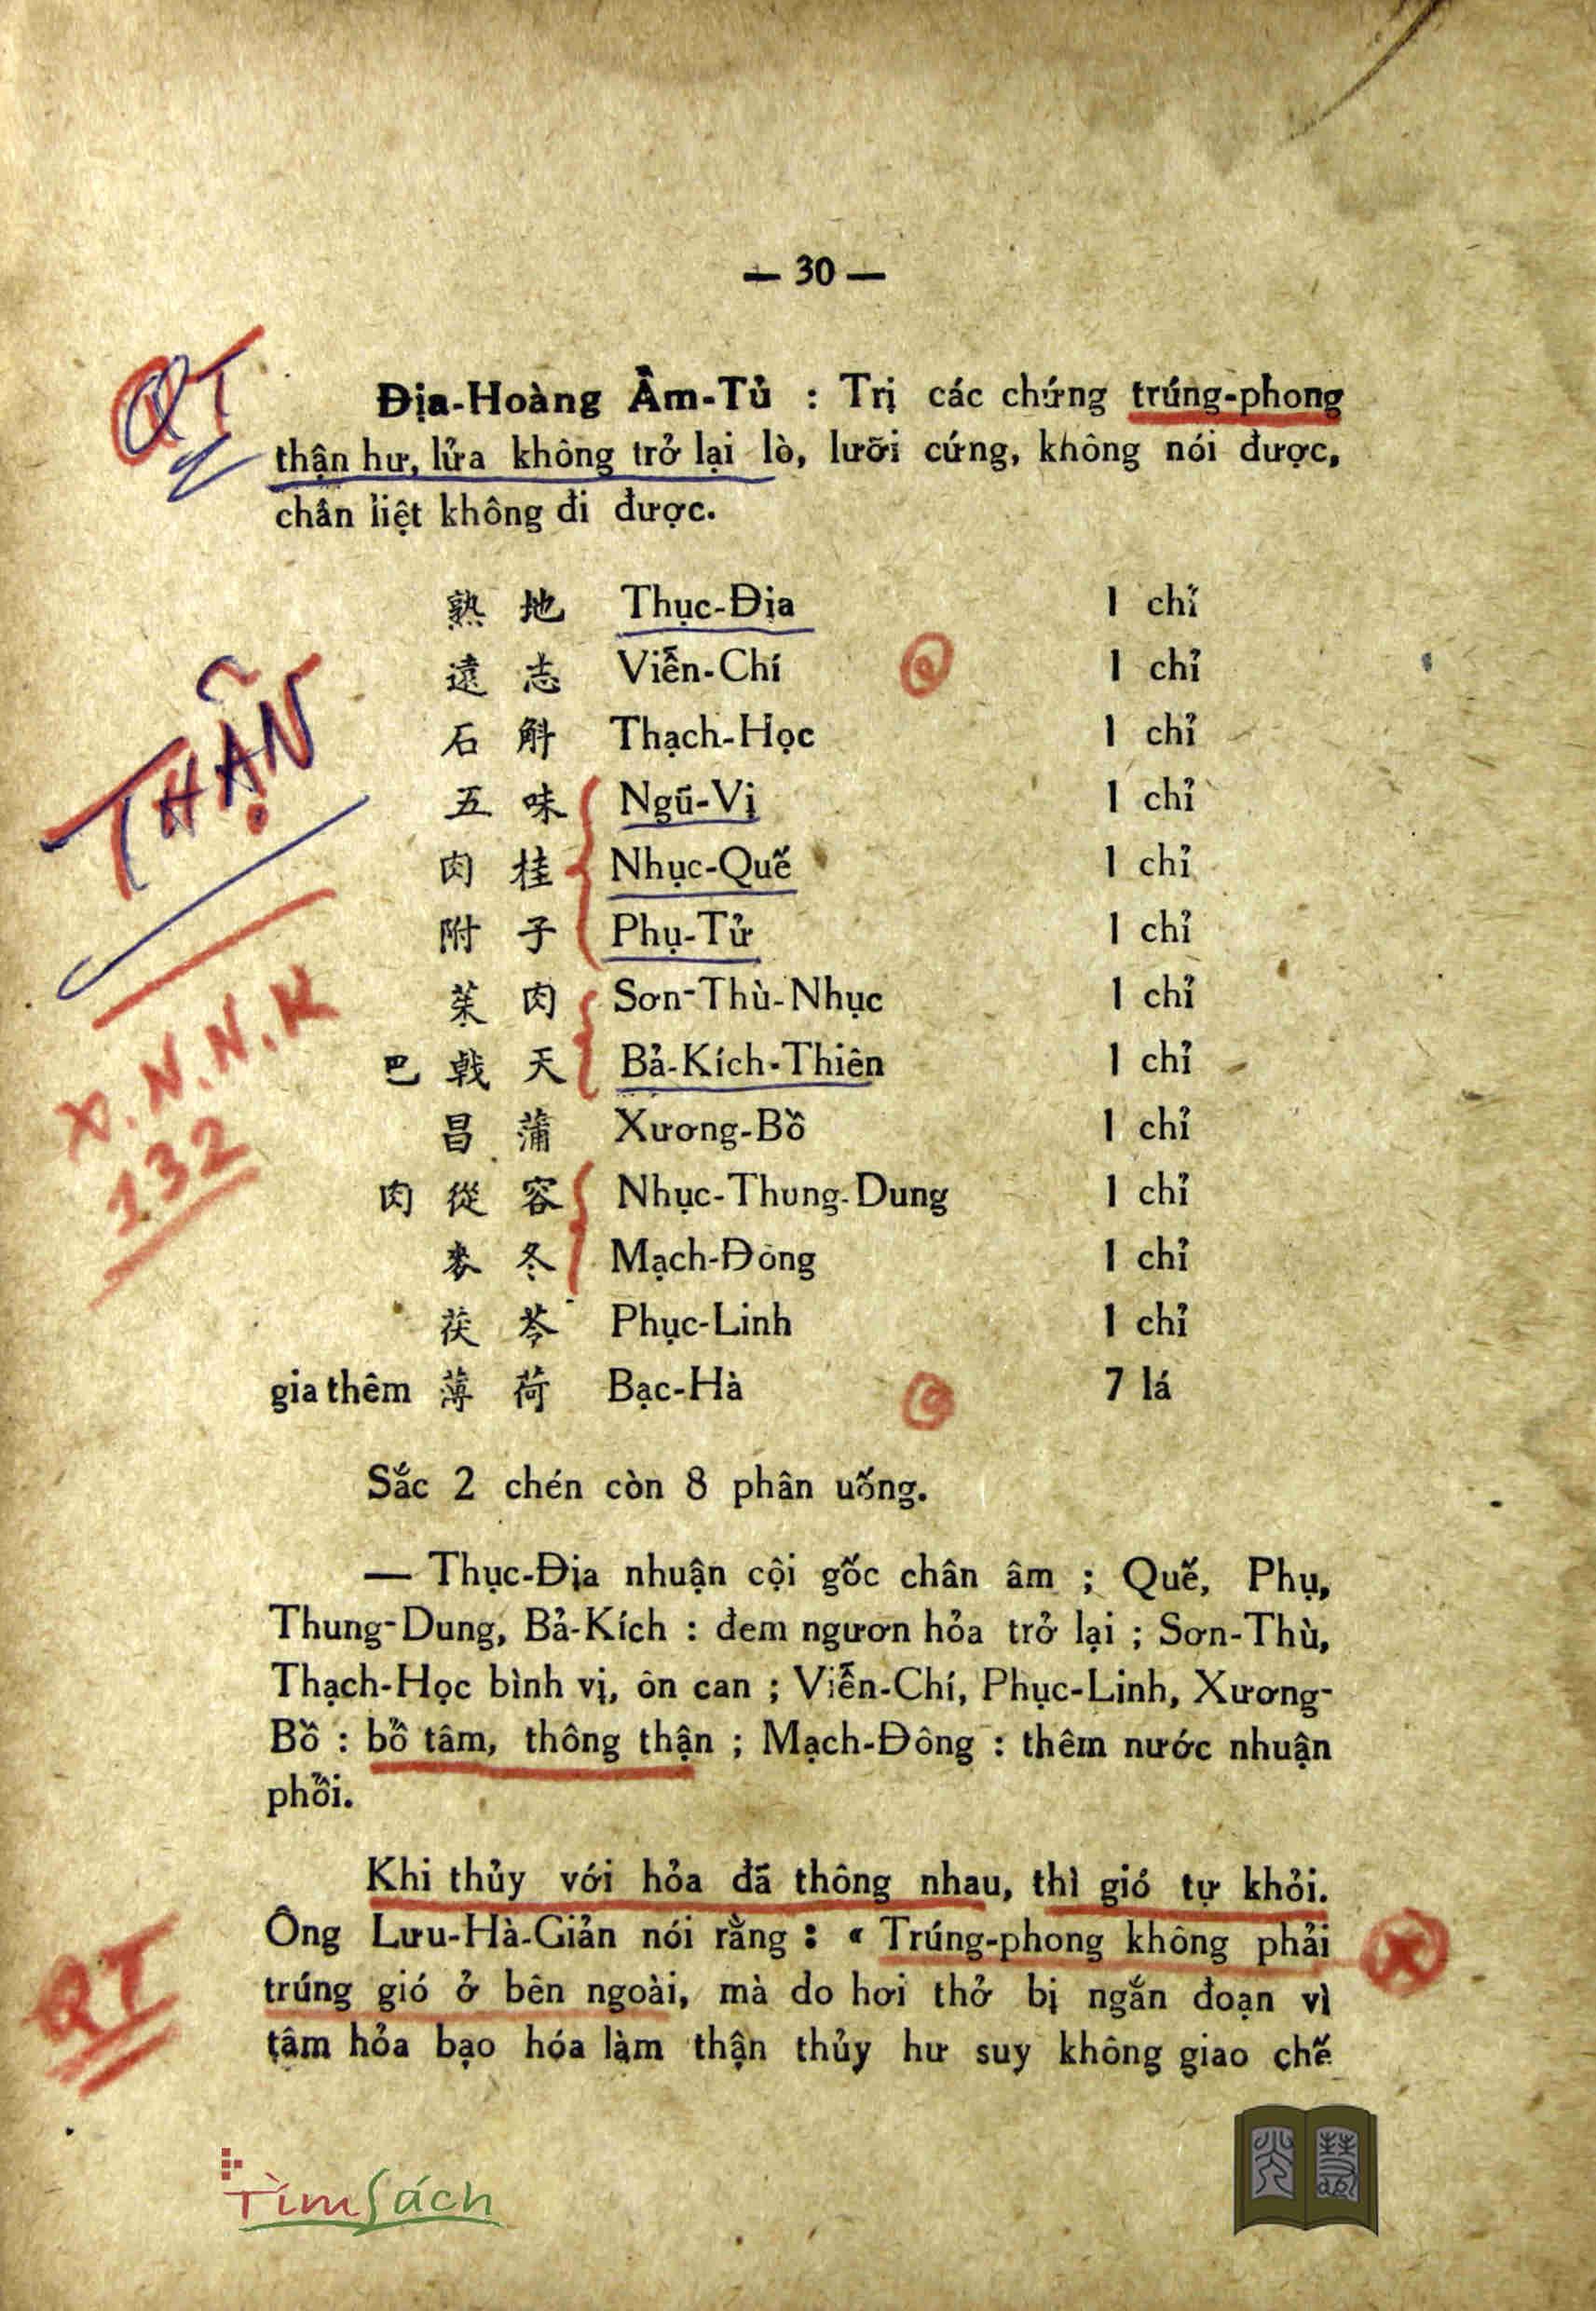 — 30 —
QT
Địa-Hoàng Ẩm-Tử : Trị các chứng trúng-phong
thận hư, lửa không trở lại lò, lưỡi cứng, không nói được,
chân liệt không đi được.
熟 地 Thục-Địa 1 chỉ
遠 志 Viễn-Chí 1 chỉ
石 斛 Thạch-Học 1 chỉ
THẬN
五 味 Ngũ-Vị 1 chỉ
肉 桂 Nhục-Quế 1 chỉ
附 子 Phụ-Tử 1 chỉ
茱 肉 Sơn-Thù-Nhục 1 chỉ
X.N.N.K
132
巴 戟 天 Bả-Kích-Thiên 1 chỉ
昌 蒲 Xương-Bồ 1 chỉ
肉 從 容 Nhục-Thung-Dung 1 chỉ
麥 冬 Mạch-Đông 1 chỉ
茯 苓 Phục-Linh 1 chỉ
gia thêm 薄 荷 Bạc-Hà 7 lá
Sắc 2 chén còn 8 phân uống.
— Thục-Địa nhuận cội gốc chân âm ; Quế, Phụ,
Thung-Dung, Bả-Kích : đem ngươn hỏa trở lại ; Sơn-Thù,
Thạch-Học bình vị, ôn can ; Viễn-Chí, Phục-Linh, Xương-
Bồ : bổ tâm, thông thận ; Mạch-Đông : thêm nước nhuận
phổi.
Khi thủy với hỏa đã thông nhau, thì gió tự khỏi.
Ông Lưu-Hà-Giản nói rằng : « Trúng-phong không phải
QT
trúng gió ở bên ngoài, mà do hơi thở bị ngắn đoạn vì
tâm hỏa bạo hóa làm thận thủy hư suy không giao chế
TìmSách